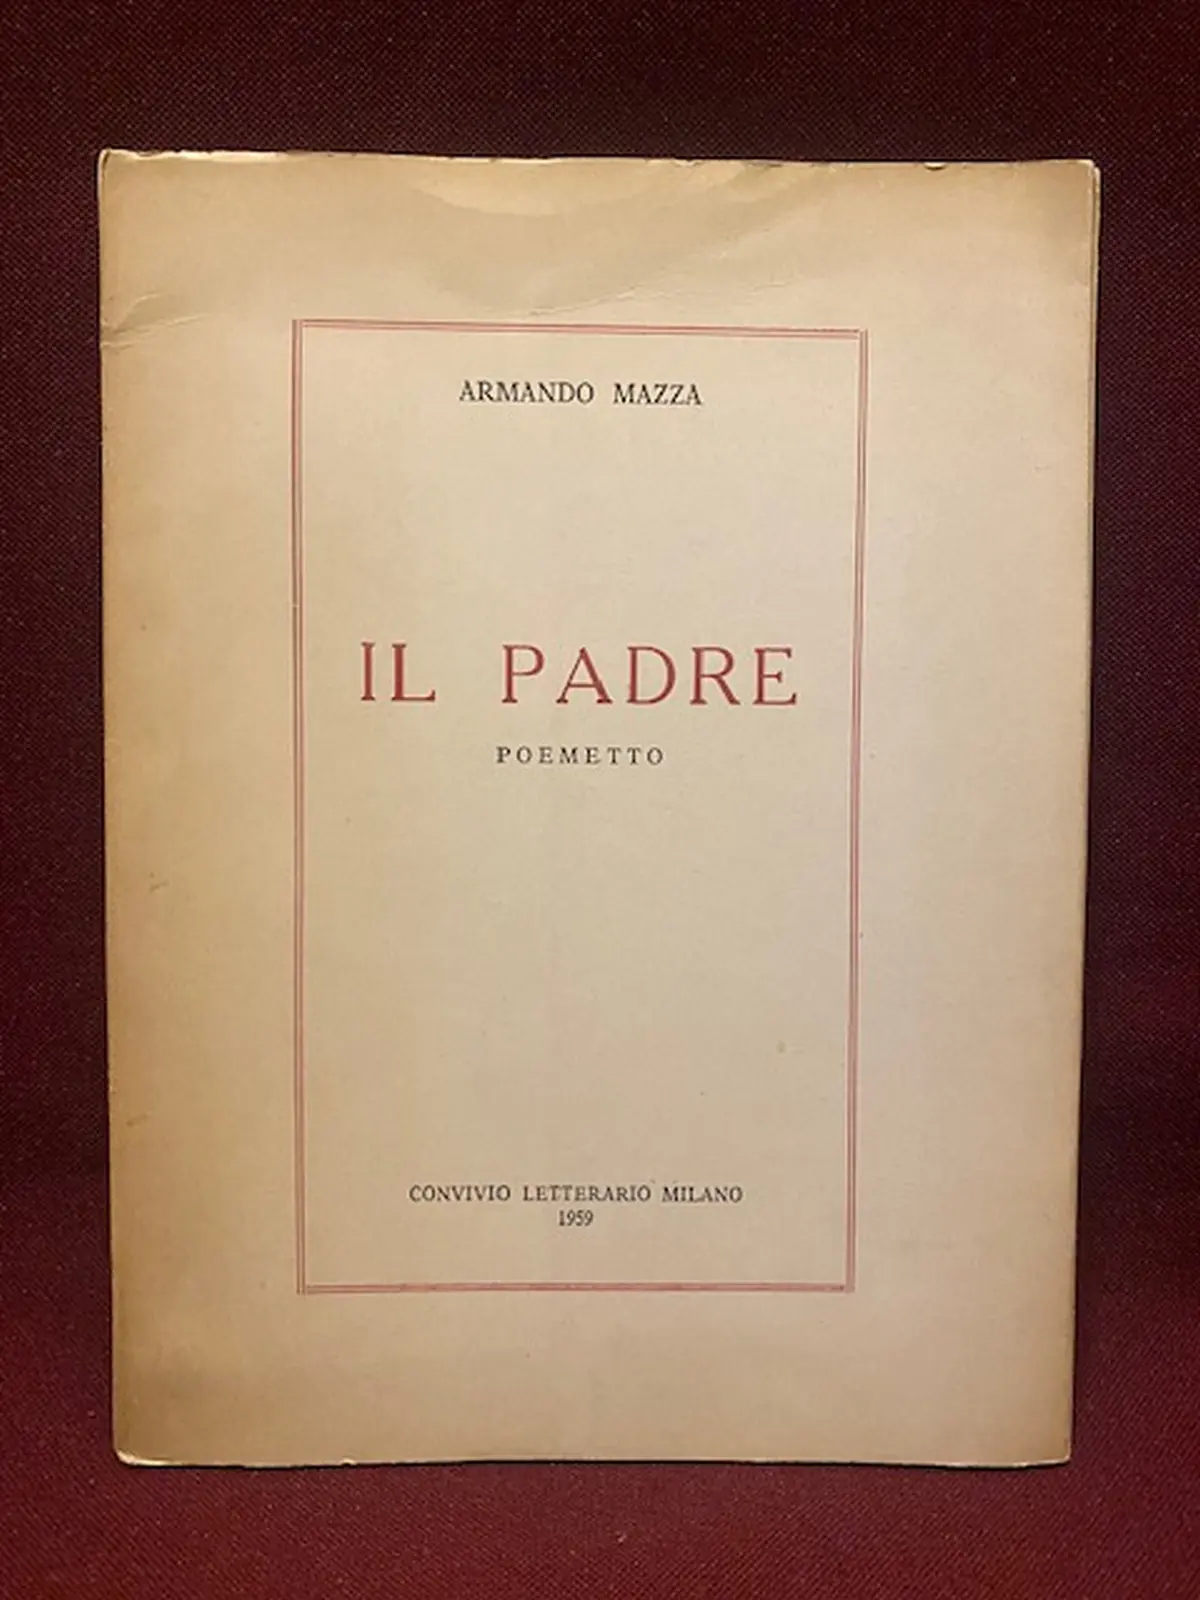 ARMANDO MAZZA
IL PADRE
POEMETTO
CONVIVIO LETTERARIO MILANO
1959